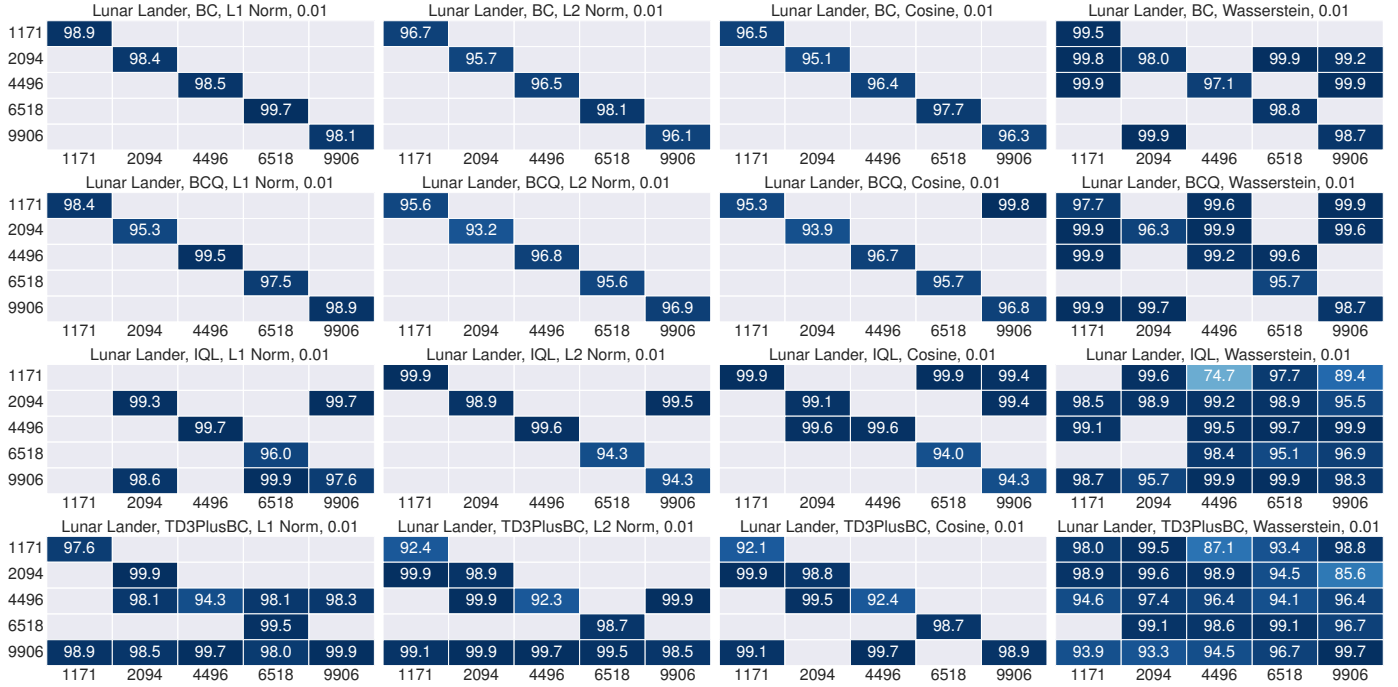 Lunar Lander, BC, L1 Norm, 0.01 Lunar Lander, BC, L2 Norm, 0.01 Lunar Lander, BC, Cosine, 0.01 Lunar Lander, BC, Wasserstein, 0.01
1171 98.9 96.7 96.5 99.5
2094 98.4 95.7 95.1 99.8 98.0 99.9 99.2
4496 98.5 96.5 96.4 99.9 97.1 99.9
6518 99.7 98.1 97.7 98.8
9906 98.1 96.1 96.3 99.9 98.7
1171 2094 4496 6518 9906 1171 2094 4496 6518 9906 1171 2094 4496 6518 9906 1171 2094 4496 6518 9906
Lunar Lander, BCQ, L1 Norm, 0.01 Lunar Lander, BCQ, L2 Norm, 0.01 Lunar Lander, BCQ, Cosine, 0.01 Lunar Lander, BCQ, Wasserstein, 0.01
1171 98.4 95.6 95.3 99.8 97.7 99.6 99.9
2094 95.3 93.2 93.9 99.9 96.3 99.9 99.6
4496 99.5 96.8 96.7 99.9 99.2 99.6
6518 97.5 95.6 95.7 95.7
9906 98.9 96.9 96.8 99.9 99.7 98.7
1171 2094 4496 6518 9906 1171 2094 4496 6518 9906 1171 2094 4496 6518 9906 1171 2094 4496 6518 9906
Lunar Lander, IQL, L1 Norm, 0.01 Lunar Lander, IQL, L2 Norm, 0.01 Lunar Lander, IQL, Cosine, 0.01 Lunar Lander, IQL, Wasserstein, 0.01
1171 99.9 99.9 99.9 99.4 99.6 74.7 97.7 89.4
2094 99.3 99.7 98.9 99.5 99.1 99.4 98.5 98.9 99.2 98.9 95.5
4496 99.7 99.6 99.6 99.6 99.1 99.5 99.7 99.9
6518 96.0 94.3 94.0 98.4 95.1 96.9
9906 98.6 99.9 97.6 94.3 94.3 98.7 95.7 99.9 99.9 98.3
1171 2094 4496 6518 9906 1171 2094 4496 6518 9906 1171 2094 4496 6518 9906 1171 2094 4496 6518 9906
Lunar Lander, TD3PlusBC, L1 Norm, 0.01 Lunar Lander, TD3PlusBC, L2 Norm, 0.01 Lunar Lander, TD3PlusBC, Cosine, 0.01 Lunar Lander, TD3PlusBC, Wasserstein, 0.01
1171 97.6 92.4 92.1 98.0 99.5 87.1 93.4 98.8
2094 99.9 99.9 98.9 99.9 98.8 98.9 99.6 98.9 94.5 85.6
4496 98.1 94.3 98.1 98.3 99.9 92.3 99.9 99.5 92.4 94.6 97.4 96.4 94.1 96.4
6518 99.5 98.7 98.7 99.1 98.6 99.1 96.7
9906 98.9 98.5 99.7 98.0 99.9 99.1 99.9 99.7 99.5 98.5 99.1 99.7 98.9 93.9 93.3 94.5 96.7 99.7
1171 2094 4496 6518 9906 1171 2094 4496 6518 9906 1171 2094 4496 6518 9906 1171 2094 4496 6518 9906